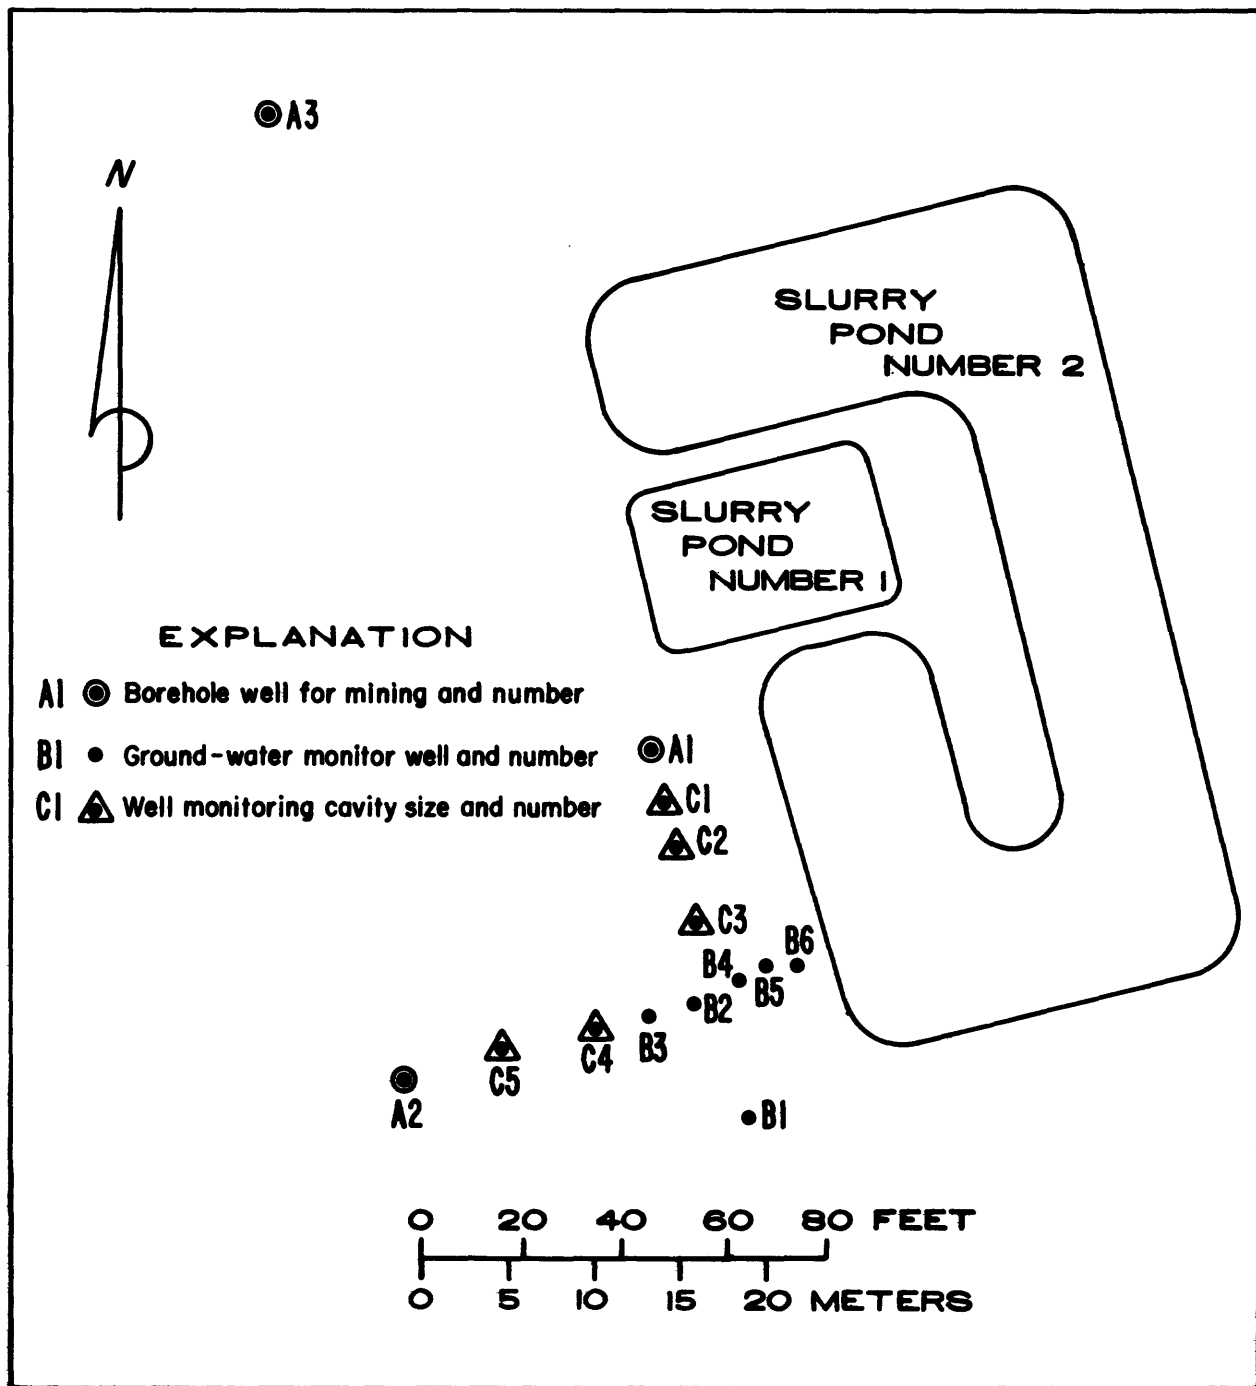 A3
N
SLURRY
POND
NUMBER 2
SLURRY
POND
NUMBER 1
EXPLANATION
A1 Borehole well for mining and number
B1 Ground-water monitor well and number
C1 Well monitoring cavity size and number
A1
C1
C2
C3
B6
B4
B5
B2
B3
C4
C5
A2
B1
0 20 40 60 80 FEET
0 5 10 15 20 METERS